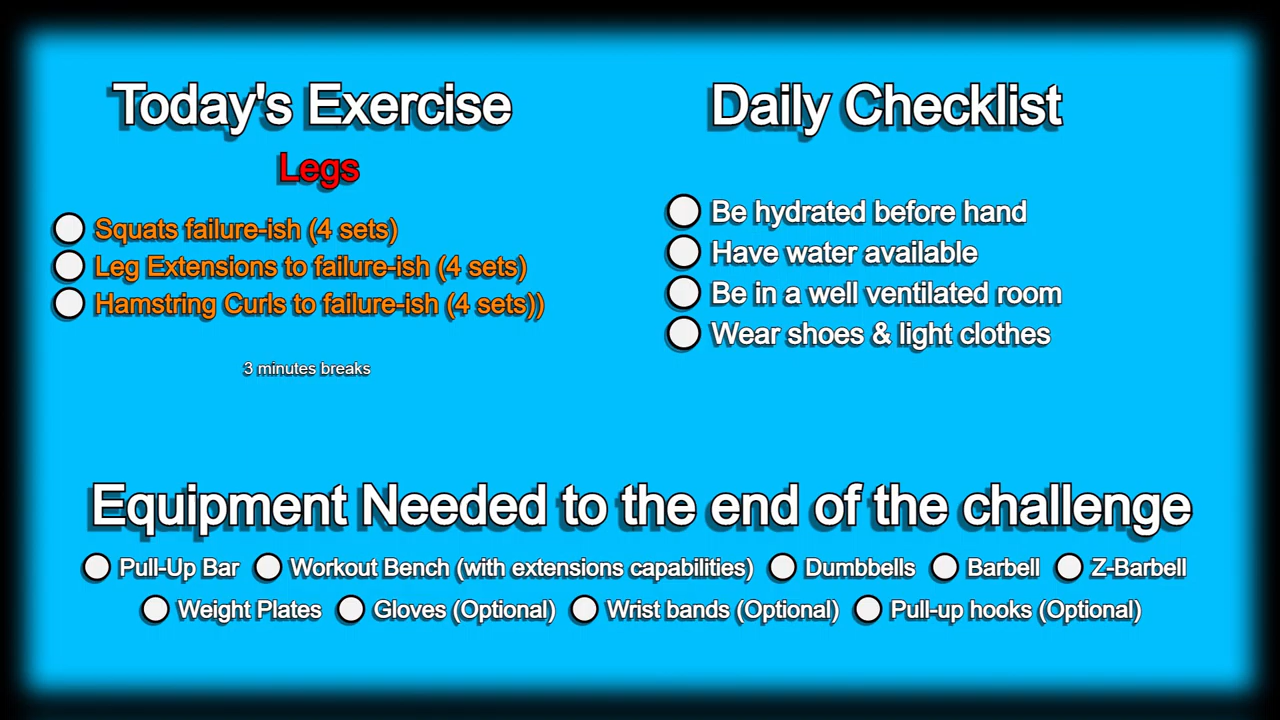 Today's Exercise
Legs
Squats failure-ish (4 sets)
Leg Extensions to failure-ish (4 sets)
Hamstring Curls to failure-ish (4 sets))
3 minutes breaks
Daily Checklist
Be hydrated before hand
Have water available
Be in a well ventilated room
Wear shoes & light clothes
Equipment Needed to the end of the challenge
Pull-Up Bar Workout Bench (with extensions capabilities) Dumbbells Barbell Z-Barbell
Weight Plates Gloves (Optional) Wrist bands (Optional) Pull-up hooks (Optional)